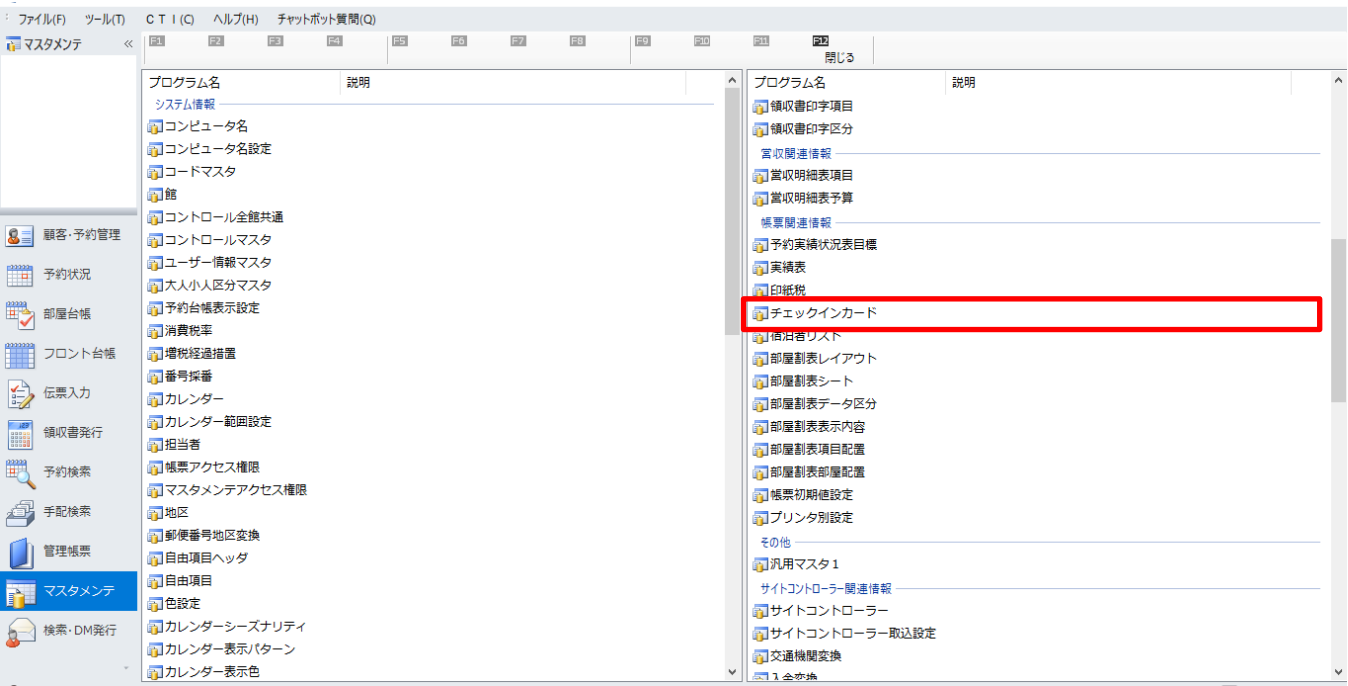 ファイル(F) ツール(T) ＣＴＩ(C) ヘルプ(H) チャットボット質問(Q)
マスタメンテ «
F1 F2 F3 F4 F5 F6 F7 F8 F9 F10 F11 F12
閉じる
顧客･予約管理
予約状況
部屋台帳
フロント台帳
伝票入力
領収書発行
予約検索
手配検索
管理帳票
マスタメンテ
検索･DM発行
プログラム名 説明
システム情報
コンピュータ名
コンピュータ名設定
コードマスタ
館
コントロール全館共通
コントロールマスタ
ユーザー情報マスタ
大人小人区分マスタ
予約台帳表示設定
消費税率
増税経過措置
番号採番
カレンダー
カレンダー範囲設定
担当者
帳票アクセス権限
マスタメンテアクセス権限
地区
郵便番号地区変換
自由項目ヘッダ
自由項目
色設定
カレンダーシーズナリティ
カレンダー表示パターン
カレンダー表示色
プログラム名 説明
領収書印字項目
領収書印字区分
営収関連情報
営収明細表項目
営収明細表予算
帳票関連情報
予約実績状況表目標
実績表
印紙税
チェックインカード
宿泊者リスト
部屋割表レイアウト
部屋割表シート
部屋割表データ区分
部屋割表表示内容
部屋割表項目配置
部屋割表部屋配置
帳票初期値設定
プリンタ別設定
その他
汎用マスタ１
サイトコントローラー関連情報
サイトコントローラー
サイトコントローラー取込設定
交通機関変換
入金変換